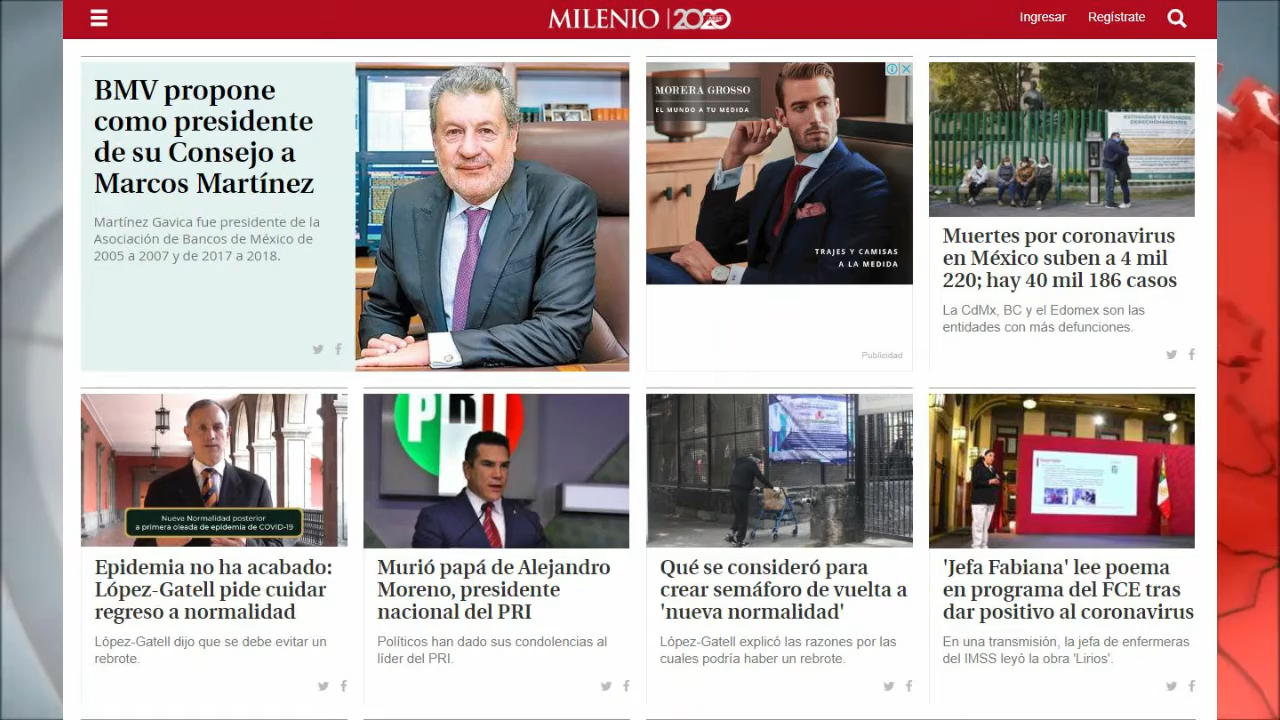 MILENIO 2020
Ingresar
Regístrate
BMV propone
como presidente
de su Consejo a
Marcos Martínez
Martínez Gavica fue presidente de la
Asociación de Bancos de México de
2005 a 2007 y de 2017 a 2018.
MORERA GROSSO
EL MUNDO A TU MEDIDA
TRAJES Y CAMISAS
A LA MEDIDA
Publicidad
Muertes por coronavirus
en México suben a 4 mil
220; hay 40 mil 186 casos
La CdMx, BC y el Edomex son las
entidades con más defunciones.
Nueva Normalidad posterior
a primera oleada de epidemia de COVID-19
Epidemia no ha acabado:
López-Gatell pide cuidar
regreso a normalidad
López-Gatell dijo que se debe evitar un
rebrote.
PRI
Murió papá de Alejandro
Moreno, presidente
nacional del PRI
Políticos han dado sus condolencias al
líder del PRI.
Qué se consideró para
crear semáforo de vuelta a
'nueva normalidad'
López-Gatell explicó las razones por las
cuales podría haber un rebrote.
'Jefa Fabiana' lee poema
en programa del FCE tras
dar positivo al coronavirus
En una transmisión, la jefa de enfermeras
del IMSS leyó la obra 'Lirios'.